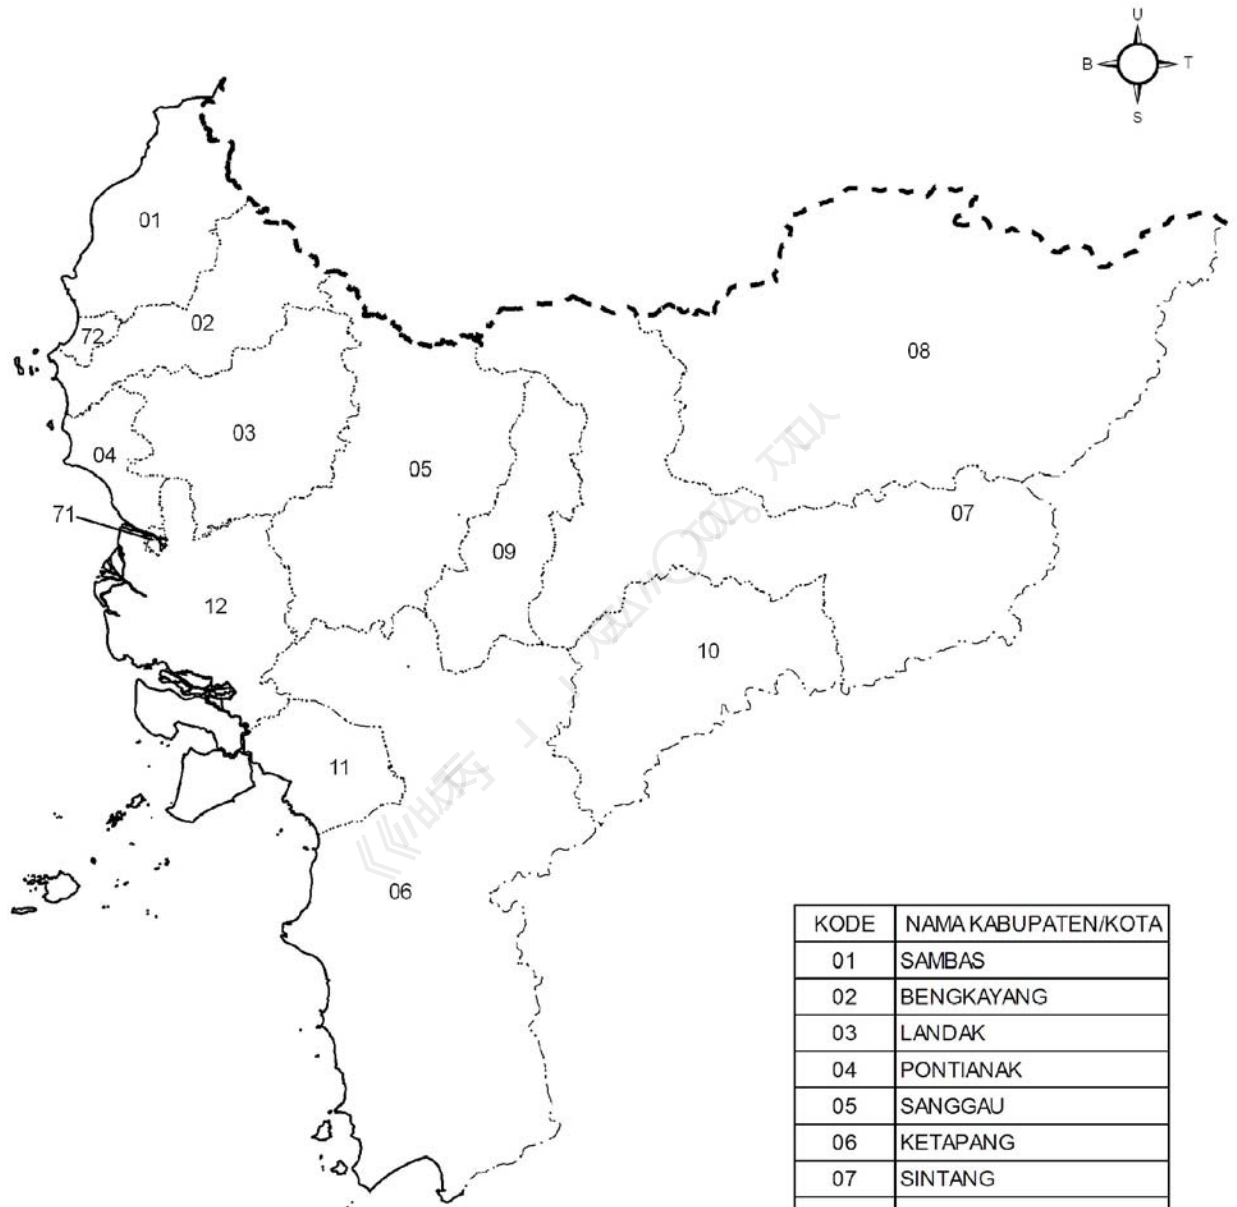 U
B T
S
01
02
72
08
03
04
05
71
07
09
12
10
11
06
KODE NAMA KABUPATEN/KOTA
01 SAMBAS
02 BENGKAYANG
03 LANDAK
04 PONTIANAK
05 SANGGAU
06 KETAPANG
07 SINTANG